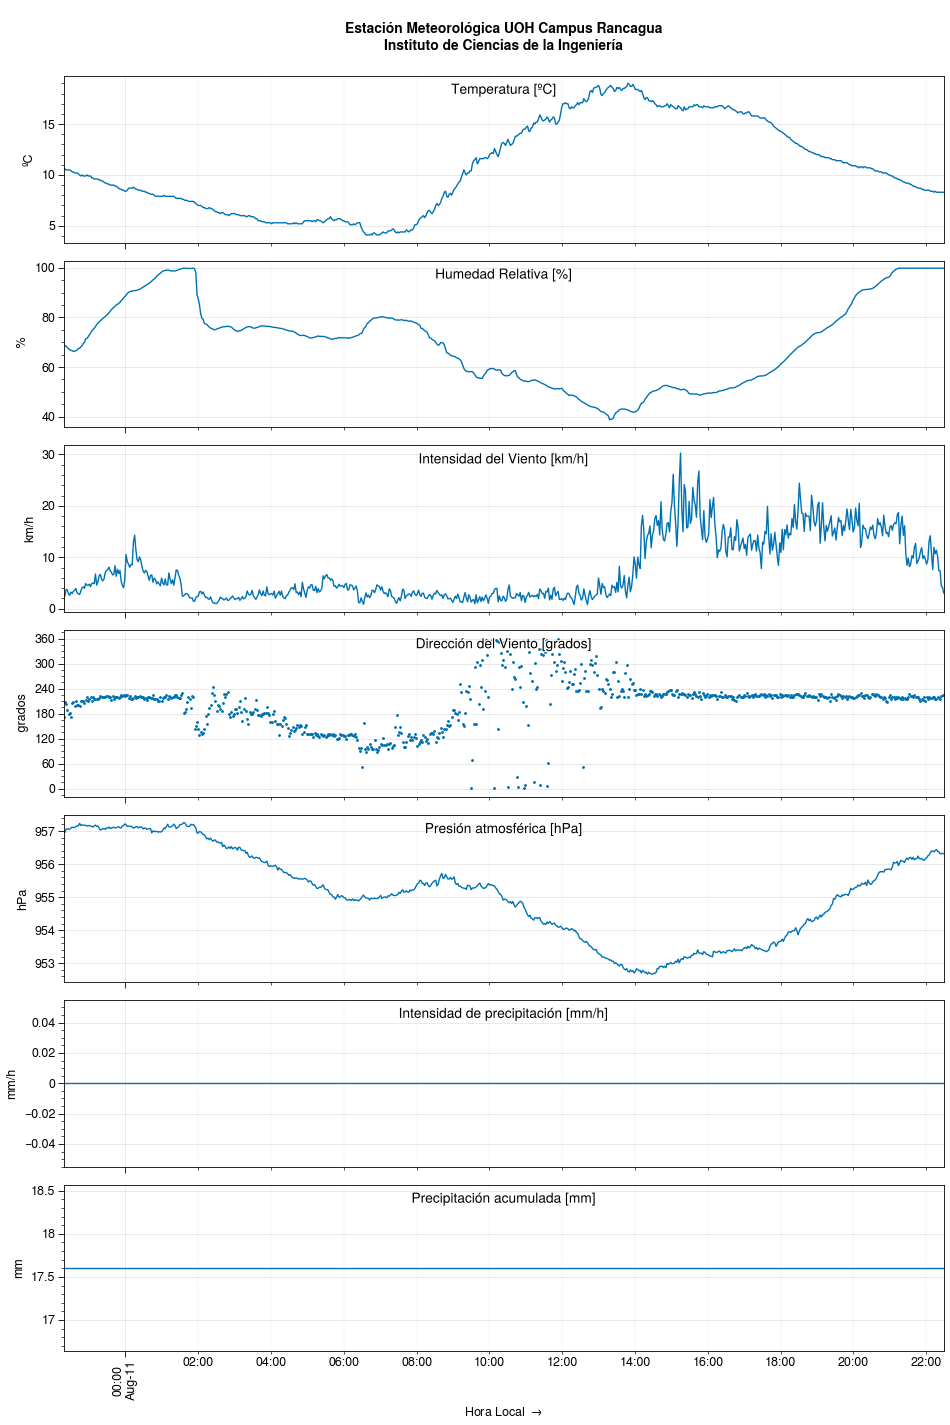 Estación Meteorológica UOH Campus Rancagua
Instituto de Ciencias de la Ingeniería
Temperatura [ºC]
ºC
15
10
5
Humedad Relativa [%]
%
100
80
60
40
Intensidad del Viento [km/h]
km/h
30
20
10
0
Dirección del Viento [grados]
grados
360
300
240
180
120
60
0
Presión atmosférica [hPa]
hPa
957
956
955
954
953
Intensidad de precipitación [mm/h]
mm/h
0.04
0.02
0
−0.02
−0.04
Precipitación acumulada [mm]
mm
18.5
18
17.5
17
00:00
Aug-11
02:00
04:00
06:00
08:00
10:00
12:00
14:00
16:00
18:00
20:00
22:00
Hora Local →